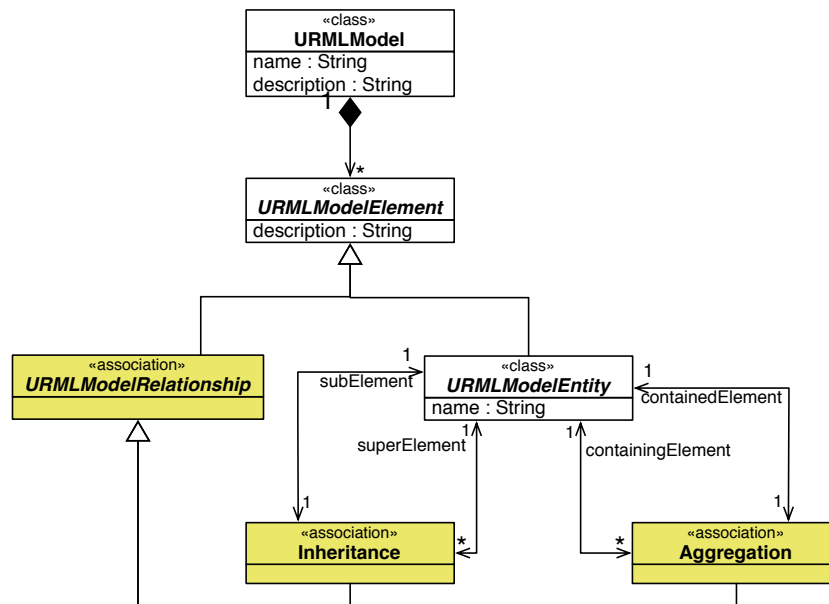 «class»
URMLModel
name : String
description : String
1
*
«class»
URMLModelElement
description : String
«association»
URMLModelRelationship
1
subElement
«class»
URMLModelEntity
name : String
1
containedElement
superElement
1
1
containingElement
1
1
«association»
Inheritance
*
*
«association»
Aggregation